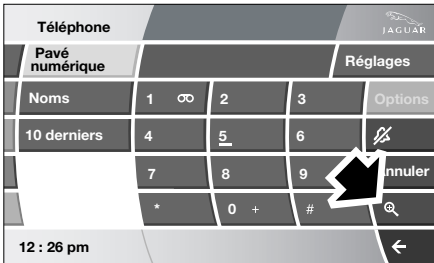 Téléphone
JAGUAR
Pavé
numérique
Réglages
Noms
1
2
3
Options
10 derniers
4
5
6
7
8
9
Annuler
*
0 +
#
12 : 26 pm